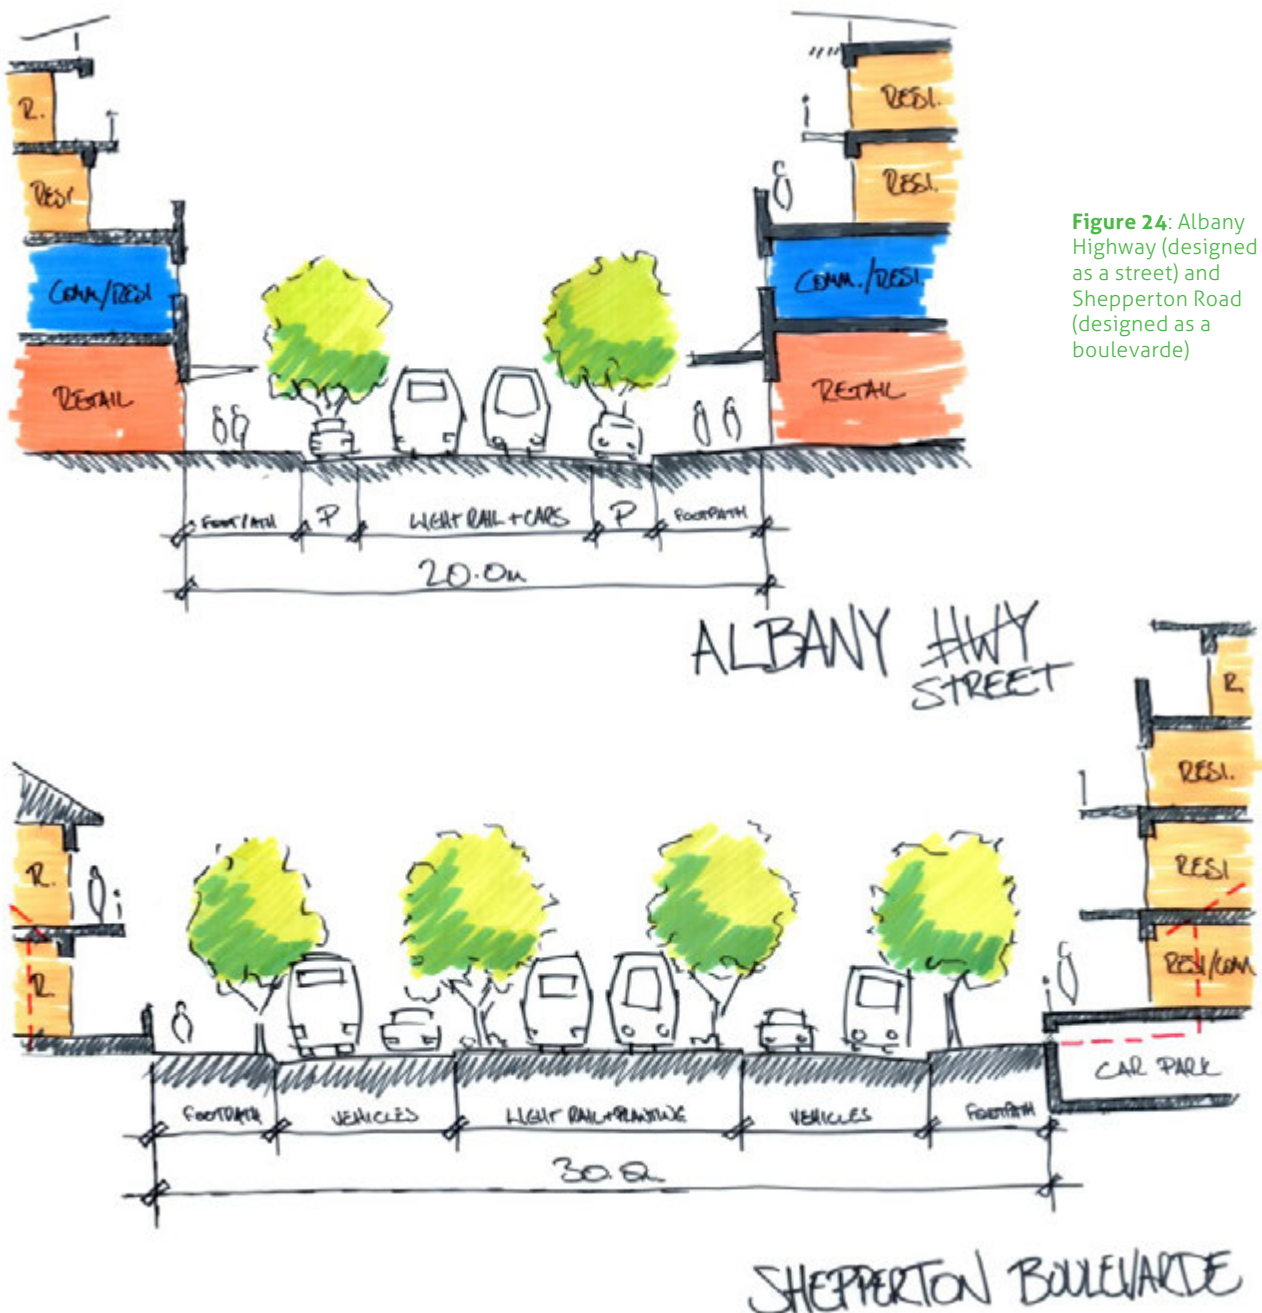 R.
RESI.
RESI
RESI.
COMM/RESI
COMM./RESI.
RETAIL
RETAIL
Figure 24: Albany
Highway (designed
as a street) and
Shepperton Road
(designed as a
boulevarde)
FOOTPATH
P
LIGHT RAIL + CARS
P
FOOTPATH
20.0m
ALBANY HWY
STREET
R
RESI.
R.
RESI
R.
RESI/COMM
CAR PARK
FOOTPATH
VEHICLES
LIGHT RAIL+PLANTING
VEHICLES
FOOTPATH
30.0m
SHEPPERTON BOULEVARDE